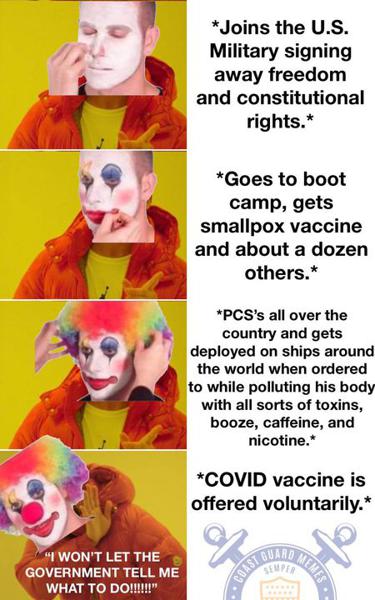 *Joins the U.S.
Military signing
away freedom
and constitutional
rights.*
*Goes to boot
camp, gets
smallpox vaccine
and about a dozen
others.*
*PCS's all over the
country and gets
deployed on ships around
the world when ordered
to while polluting his body
with all sorts of toxins,
booze, caffeine, and
nicotine.*
*COVID vaccine is
offered voluntarily.*
"I WON'T LET THE
GOVERNMENT TELL ME
WHAT TO DO!!!!!!"
COAST GUARD MEMES
SEMPER